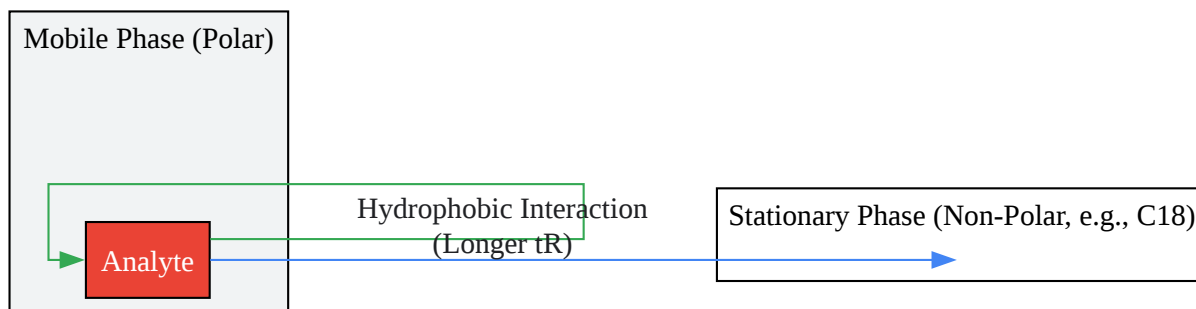 Mobile Phase (Polar)
Hydrophobic Interaction
(Longer tR)
Stationary Phase (Non-Polar, e.g., C18)
Analyte